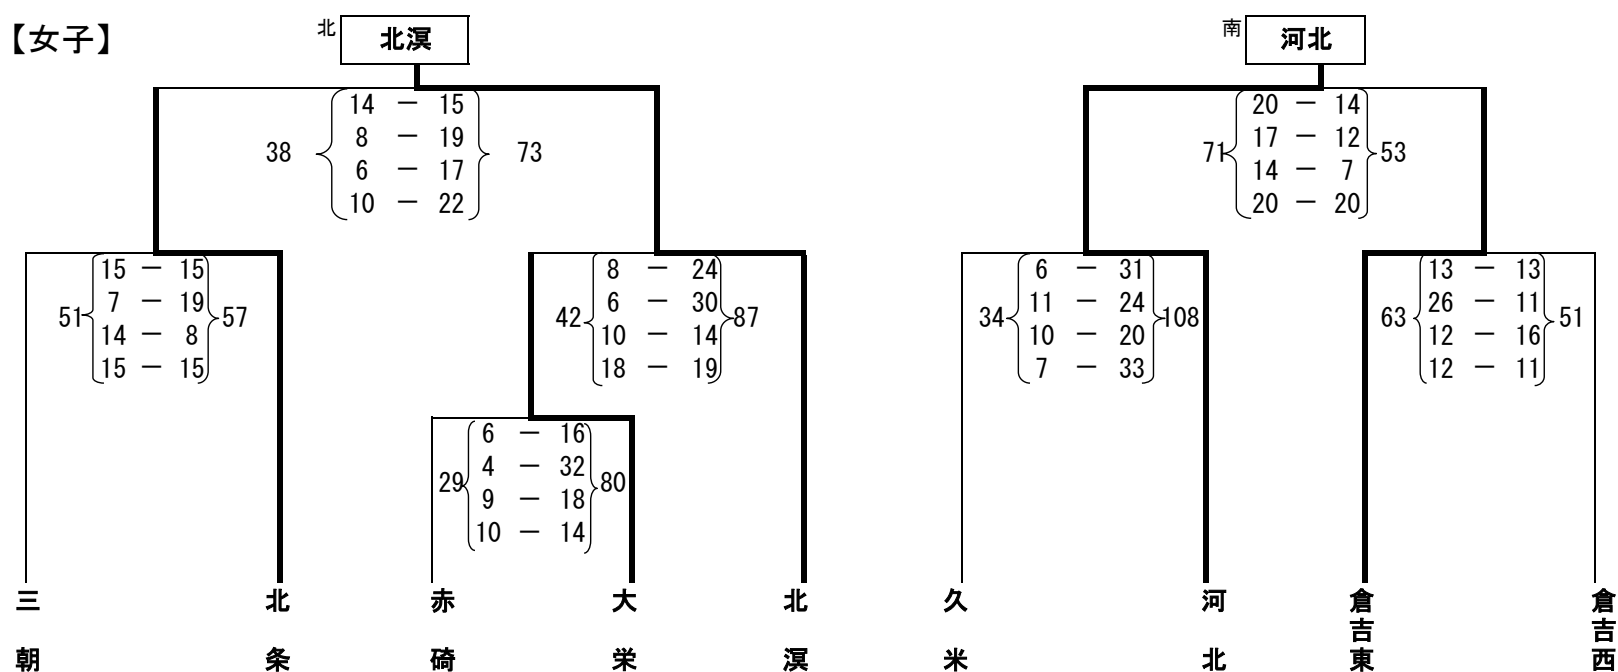 【女子】
北 北溟
南 河北
14 － 15
8 － 19
38 73
6 － 17
10 － 22
20 － 14
17 － 12
71 53
14 － 7
20 － 20
15 － 15
7 － 19
51 57
14 － 8
15 － 15
8 － 24
6 － 30
42 87
10 － 14
18 － 19
6 － 31
11 － 24
34 108
10 － 20
7 － 33
13 － 13
26 － 11
63 51
12 － 16
12 － 11
6 － 16
4 － 32
29 80
9 － 18
10 － 14
三朝
北条
赤碕
大栄
北溟
久米
河北
倉吉東
倉吉西